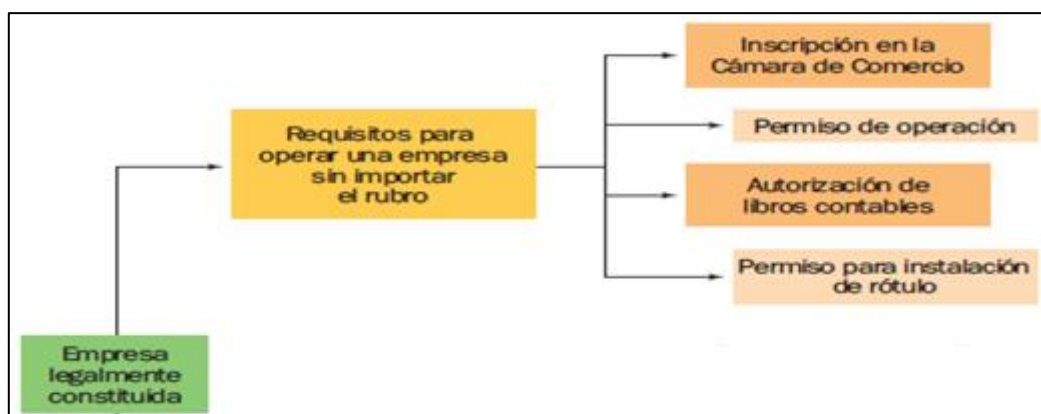 Inscripción en la
Cámara de Comercio
Requisitos para
operar una empresa
sin importar
el rubro
Permiso de operación
Autorización de
libros contables
Permiso para instalación
de rótulo
Empresa
legalmente
constituida